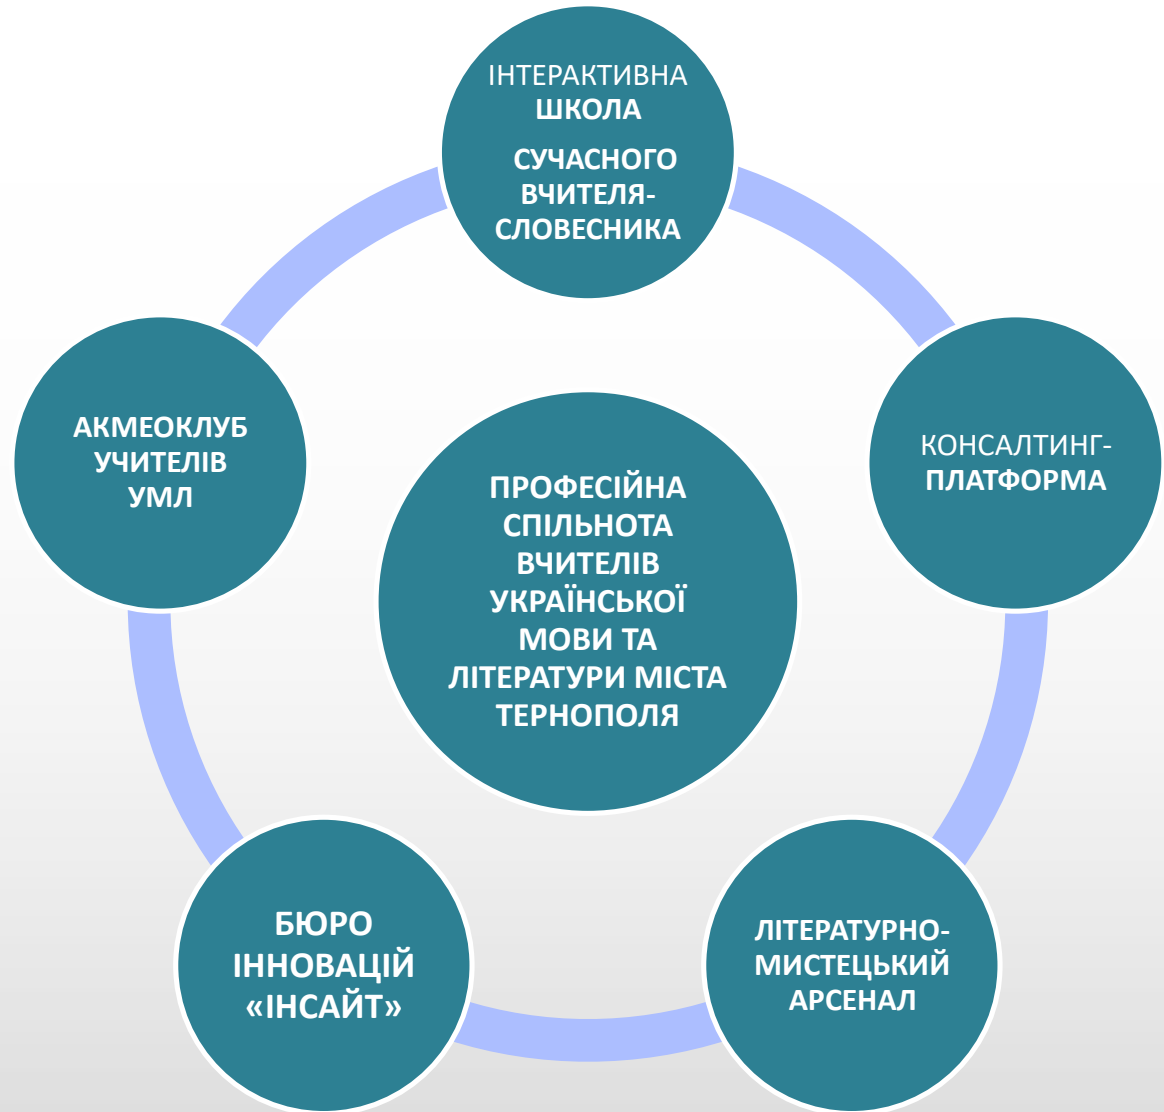 ІНТЕРАКТИВНА
ШКОЛА
СУЧАСНОГО
ВЧИТЕЛЯ-
СЛОВЕСНИКА
КОНСАЛТИНГ-
ПЛАТФОРМА
ЛІТЕРАТУРНО-
МИСТЕЦЬКИЙ
АРСЕНАЛ
БЮРО
ІННОВАЦІЙ
«ІНСАЙТ»
АКМЕОКЛУБ
УЧИТЕЛІВ
УМЛ
ПРОФЕСІЙНА
СПІЛЬНОТА
ВЧИТЕЛІВ
УКРАЇНСЬКОЇ
МОВИ ТА
ЛІТЕРАТУРИ МІСТА
ТЕРНОПОЛЯ